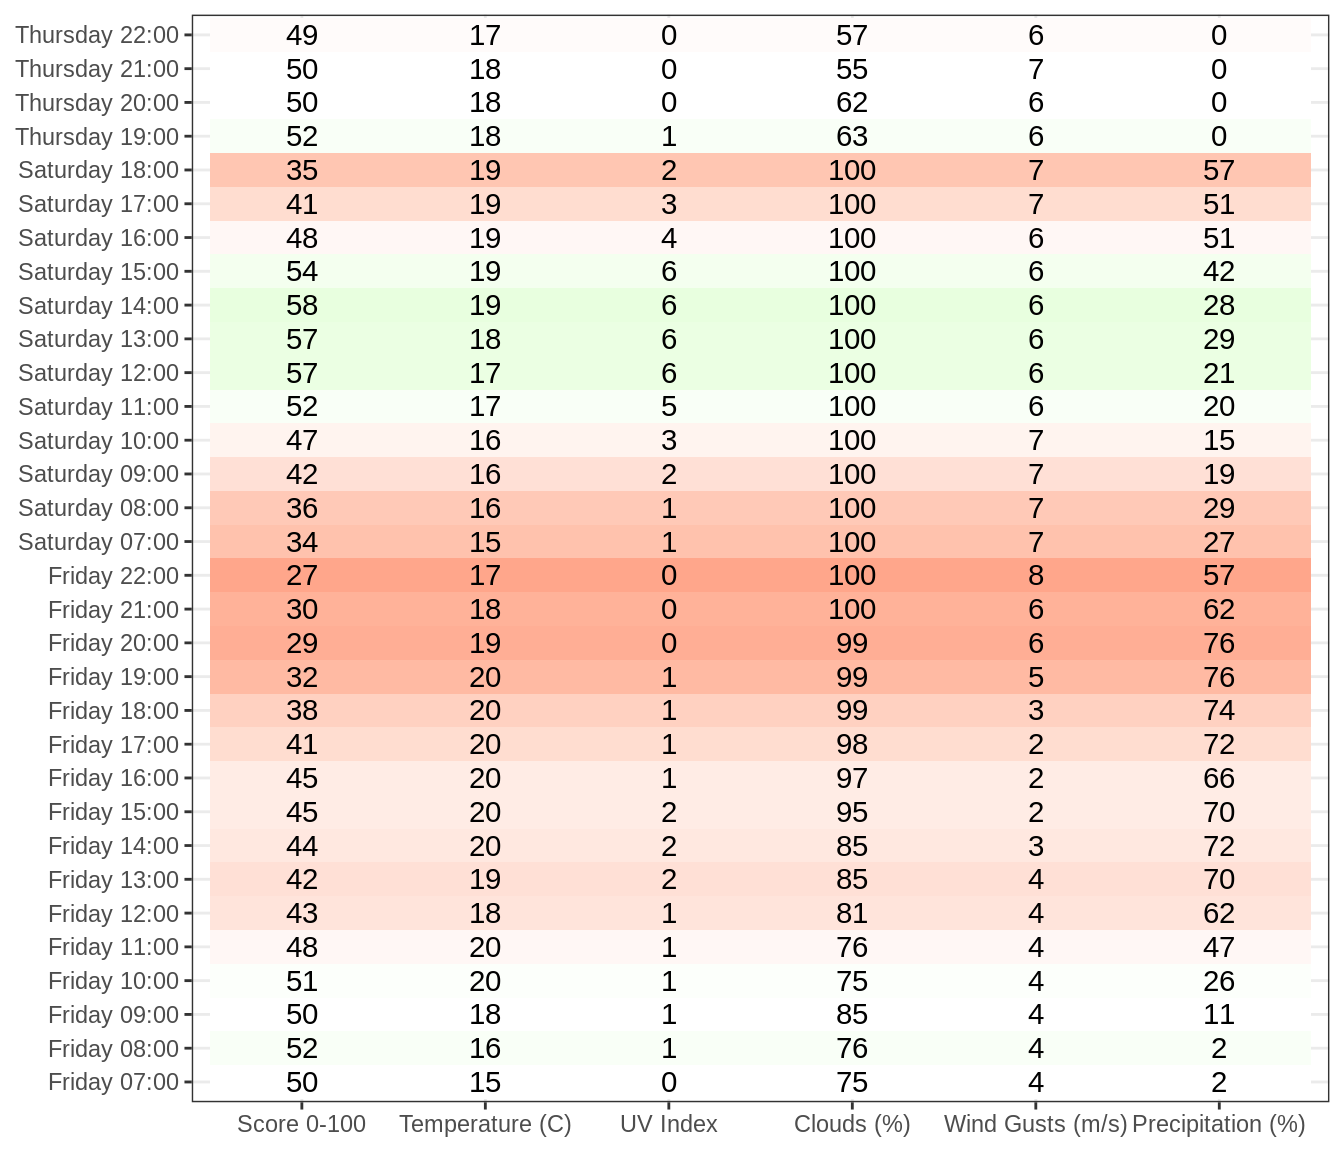 Thursday 22:00 49 17 0 57 6 0
Thursday 21:00 50 18 0 55 7 0
Thursday 20:00 50 18 0 62 6 0
Thursday 19:00 52 18 1 63 6 0
Saturday 18:00 35 19 2 100 7 57
Saturday 17:00 41 19 3 100 7 51
Saturday 16:00 48 19 4 100 6 51
Saturday 15:00 54 19 6 100 6 42
Saturday 14:00 58 19 6 100 6 28
Saturday 13:00 57 18 6 100 6 29
Saturday 12:00 57 17 6 100 6 21
Saturday 11:00 52 17 5 100 6 20
Saturday 10:00 47 16 3 100 7 15
Saturday 09:00 42 16 2 100 7 19
Saturday 08:00 36 16 1 100 7 29
Saturday 07:00 34 15 1 100 7 27
Friday 22:00 27 17 0 100 8 57
Friday 21:00 30 18 0 100 6 62
Friday 20:00 29 19 0 99 6 76
Friday 19:00 32 20 1 99 5 76
Friday 18:00 38 20 1 99 3 74
Friday 17:00 41 20 1 98 2 72
Friday 16:00 45 20 1 97 2 66
Friday 15:00 45 20 2 95 2 70
Friday 14:00 44 20 2 85 3 72
Friday 13:00 42 19 2 85 4 70
Friday 12:00 43 18 1 81 4 62
Friday 11:00 48 20 1 76 4 47
Friday 10:00 51 20 1 75 4 26
Friday 09:00 50 18 1 85 4 11
Friday 08:00 52 16 1 76 4 2
Friday 07:00 50 15 0 75 4 2
Score 0-100 Temperature (C) UV Index Clouds (%) Wind Gusts (m/s) Precipitation (%)